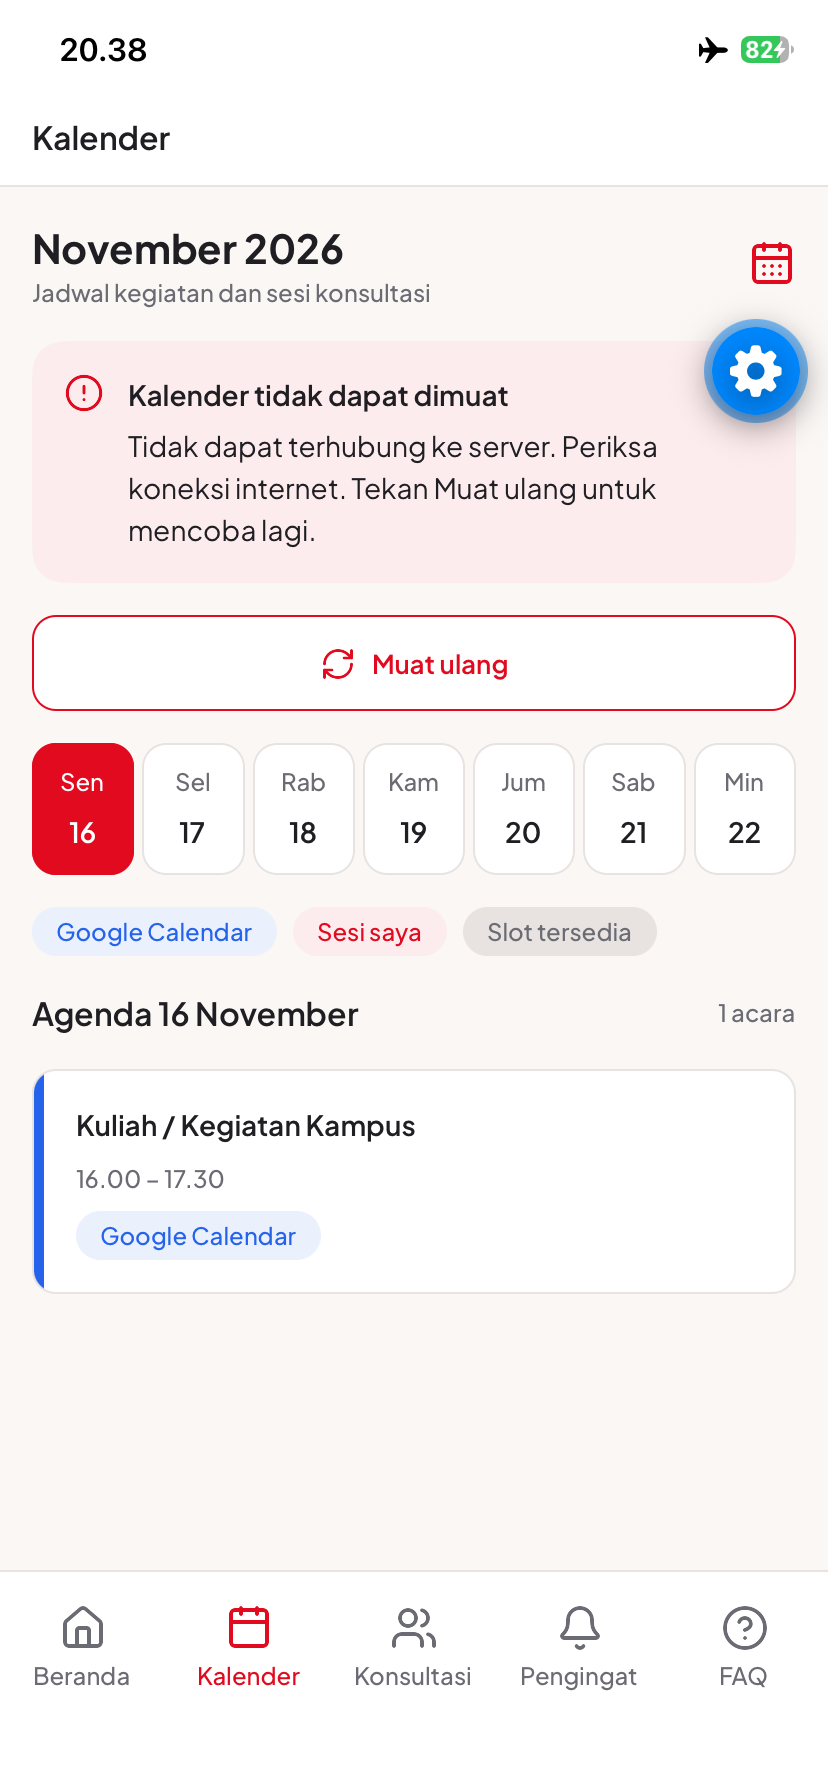 20.38
82
Kalender
November 2026
Jadwal kegiatan dan sesi konsultasi
Kalender tidak dapat dimuat
Tidak dapat terhubung ke server. Periksa
koneksi internet. Tekan Muat ulang untuk
mencoba lagi.
Muat ulang
Sen Sel Rab Kam Jum Sab Min
16 17 18 19 20 21 22
Google Calendar Sesi saya Slot tersedia
Agenda 16 November 1 acara
Kuliah / Kegiatan Kampus
16.00 – 17.30
Google Calendar
Beranda Kalender Konsultasi Pengingat FAQ